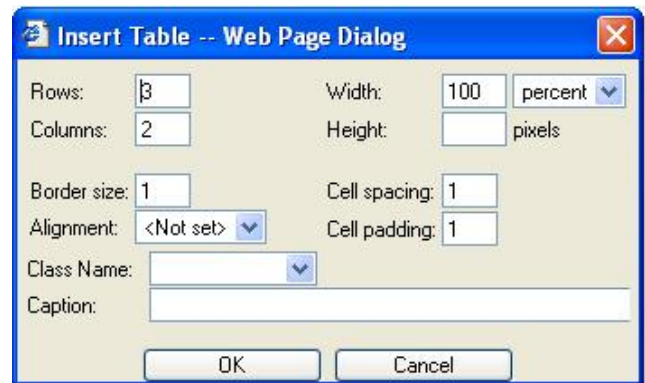 Insert Table -- Web Page Dialog
Rows: 3 Width: 100 percent
Columns: 2 Height: pixels
Border size: 1 Cell spacing: 1
Alignment: <Not set> Cell padding: 1
Class Name:
Caption:
OK Cancel